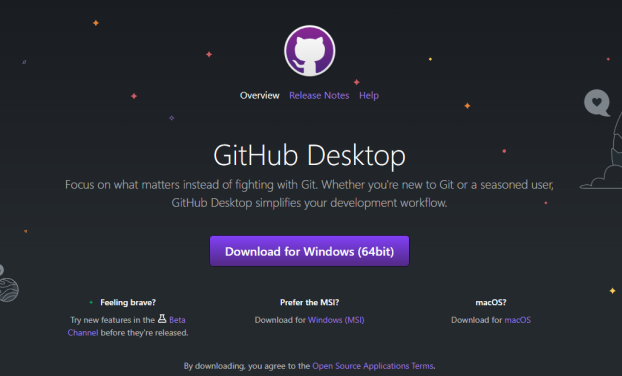 Overview Release Notes Help
GitHub Desktop
Focus on what matters instead of fighting with Git. Whether you're new to Git or a seasoned user,
GitHub Desktop simplifies your development workflow.
Download for Windows (64bit)
Feeling brave?
Try new features in the Beta
Channel before they're released.
Prefer the MSI?
Download for Windows (MSI)
macOS?
Download for macOS
By downloading, you agree to the Open Source Applications Terms.